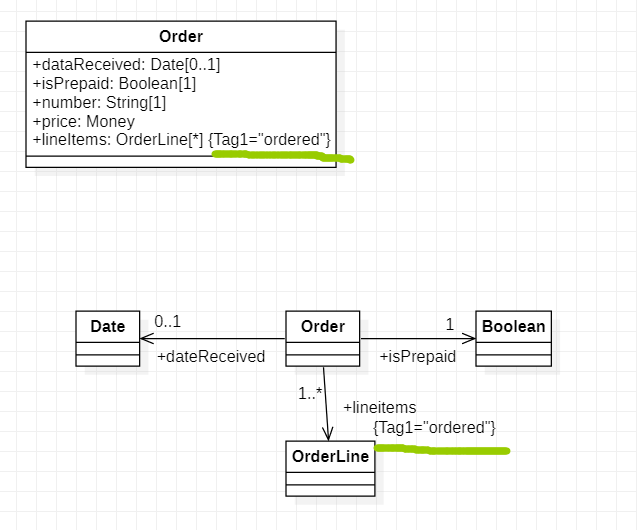 Order
+dataReceived: Date[0..1]
+isPrepaid: Boolean[1]
+number: String[1]
+price: Money
+lineItems: OrderLine[*] {Tag1="ordered"}
Date
0..1
+dateReceived
Order
1
+isPrepaid
Boolean
1..*
+lineitems
{Tag1="ordered"}
OrderLine